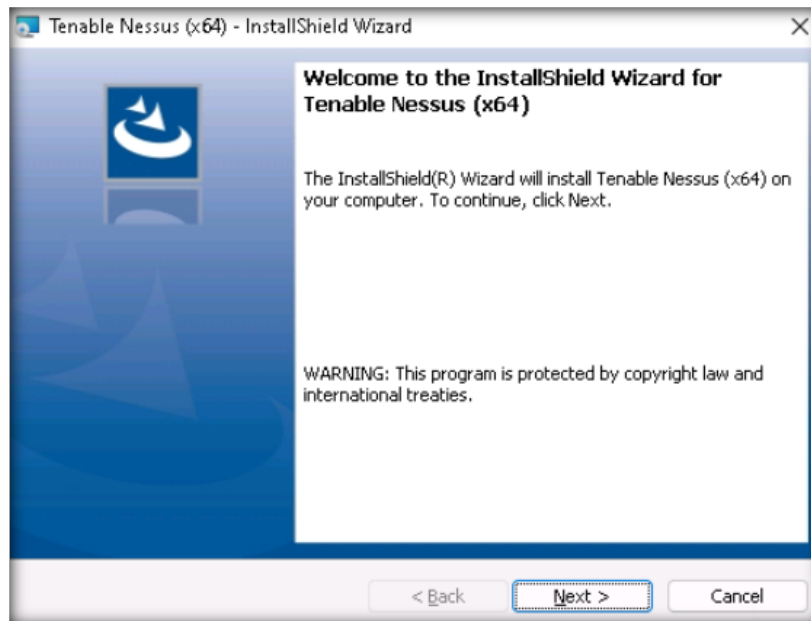 Tenable Nessus (x64) - InstallShield Wizard
Welcome to the InstallShield Wizard for
Tenable Nessus (x64)
The InstallShield(R) Wizard will install Tenable Nessus (x64) on
your computer. To continue, click Next.
WARNING: This program is protected by copyright law and
international treaties.
< Back
Next >
Cancel